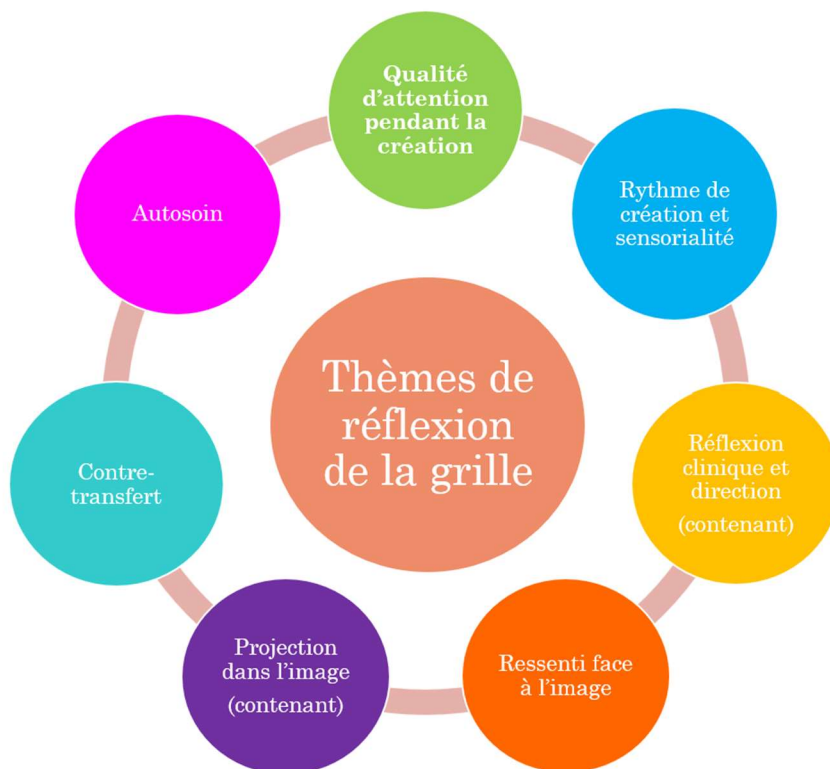 Qualité
d'attention
pendant la
création
Rythme de
création et
sensorialité
Réflexion
clinique et
direction
(contenant)
Ressenti face
à l'image
Projection
dans l'image
(contenant)
Contre-
transfert
Autosoin
Thèmes de
réflexion
de la grille